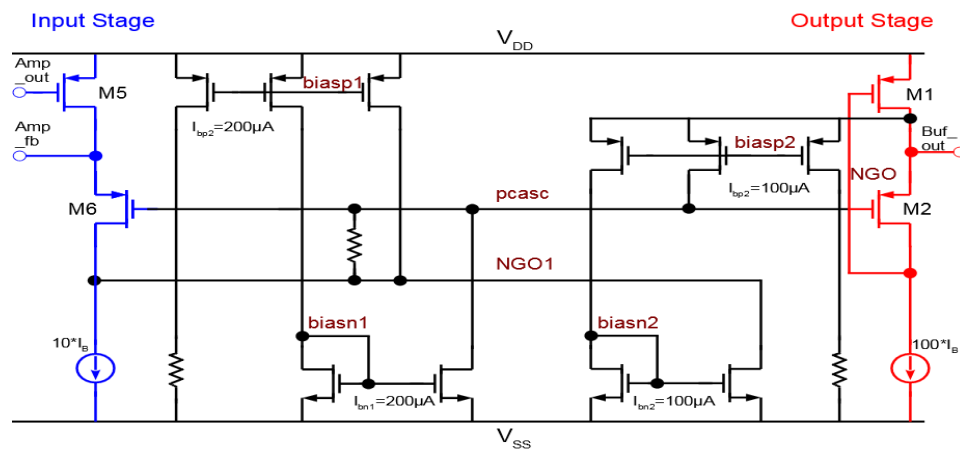 Input Stage
Output Stage
VDD
Amp
_out
M5
biasp1
M1
Ibp2=200µA
Amp
_fb
biasp2
Buf_
out
NGO
Ibp2=100µA
M6
pcasc
M2
NGO1
biasn1
biasn2
10*IB
100*IB
Ibn1=200µA
Ibn2=100µA
VSS